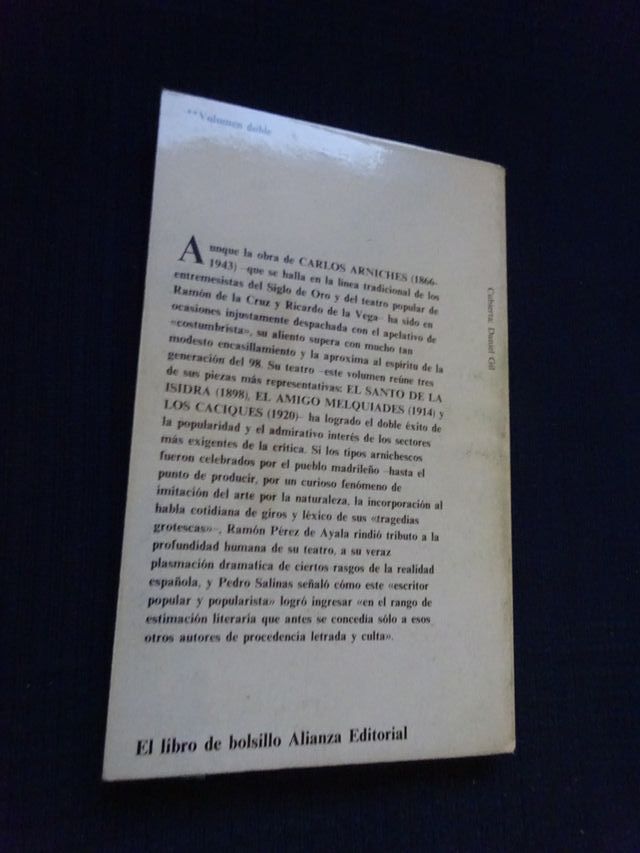 **Volumen doble
Aunque la obra de CARLOS ARNICHES (1866-
1943) -que se halla en la línea tradicional de los
entremesistas del Siglo de Oro y del teatro popular de
Ramón de la Cruz y Ricardo de la Vega- ha sido en
ocasiones injustamente despachada con el apelativo de
«costumbrista», su aliento supera con mucho tan
modesto encasillamiento y la aproxima al espíritu de la
generación del 98. Su teatro -este volumen reúne tres
de sus piezas más representativas: EL SANTO DE LA
ISIDRA (1898), EL AMIGO MELQUIADES (1914) y
LOS CACIQUES (1920)- ha logrado el doble éxito de
la popularidad y el admirativo interés de los sectores
más exigentes de la crítica. Si los tipos arnichescos
fueron celebrados por el pueblo madrileño -hasta el
punto de producir, por un curioso fenómeno de
imitación del arte por la naturaleza, la incorporación al
habla cotidiana de giros y léxico de sus «tragedias
grotescas»-, Ramón Pérez de Ayala rindió tributo a la
profundidad humana de su teatro, a su veraz
plasmación dramática de ciertos rasgos de la realidad
española, y Pedro Salinas señaló cómo este «escritor
popular y popularista» logró ingresar «en el rango de
estimación literaria que antes se concedía sólo a esos
otros autores de procedencia letrada y culta».
El libro de bolsillo Alianza Editorial
Cubierta: Daniel Gil